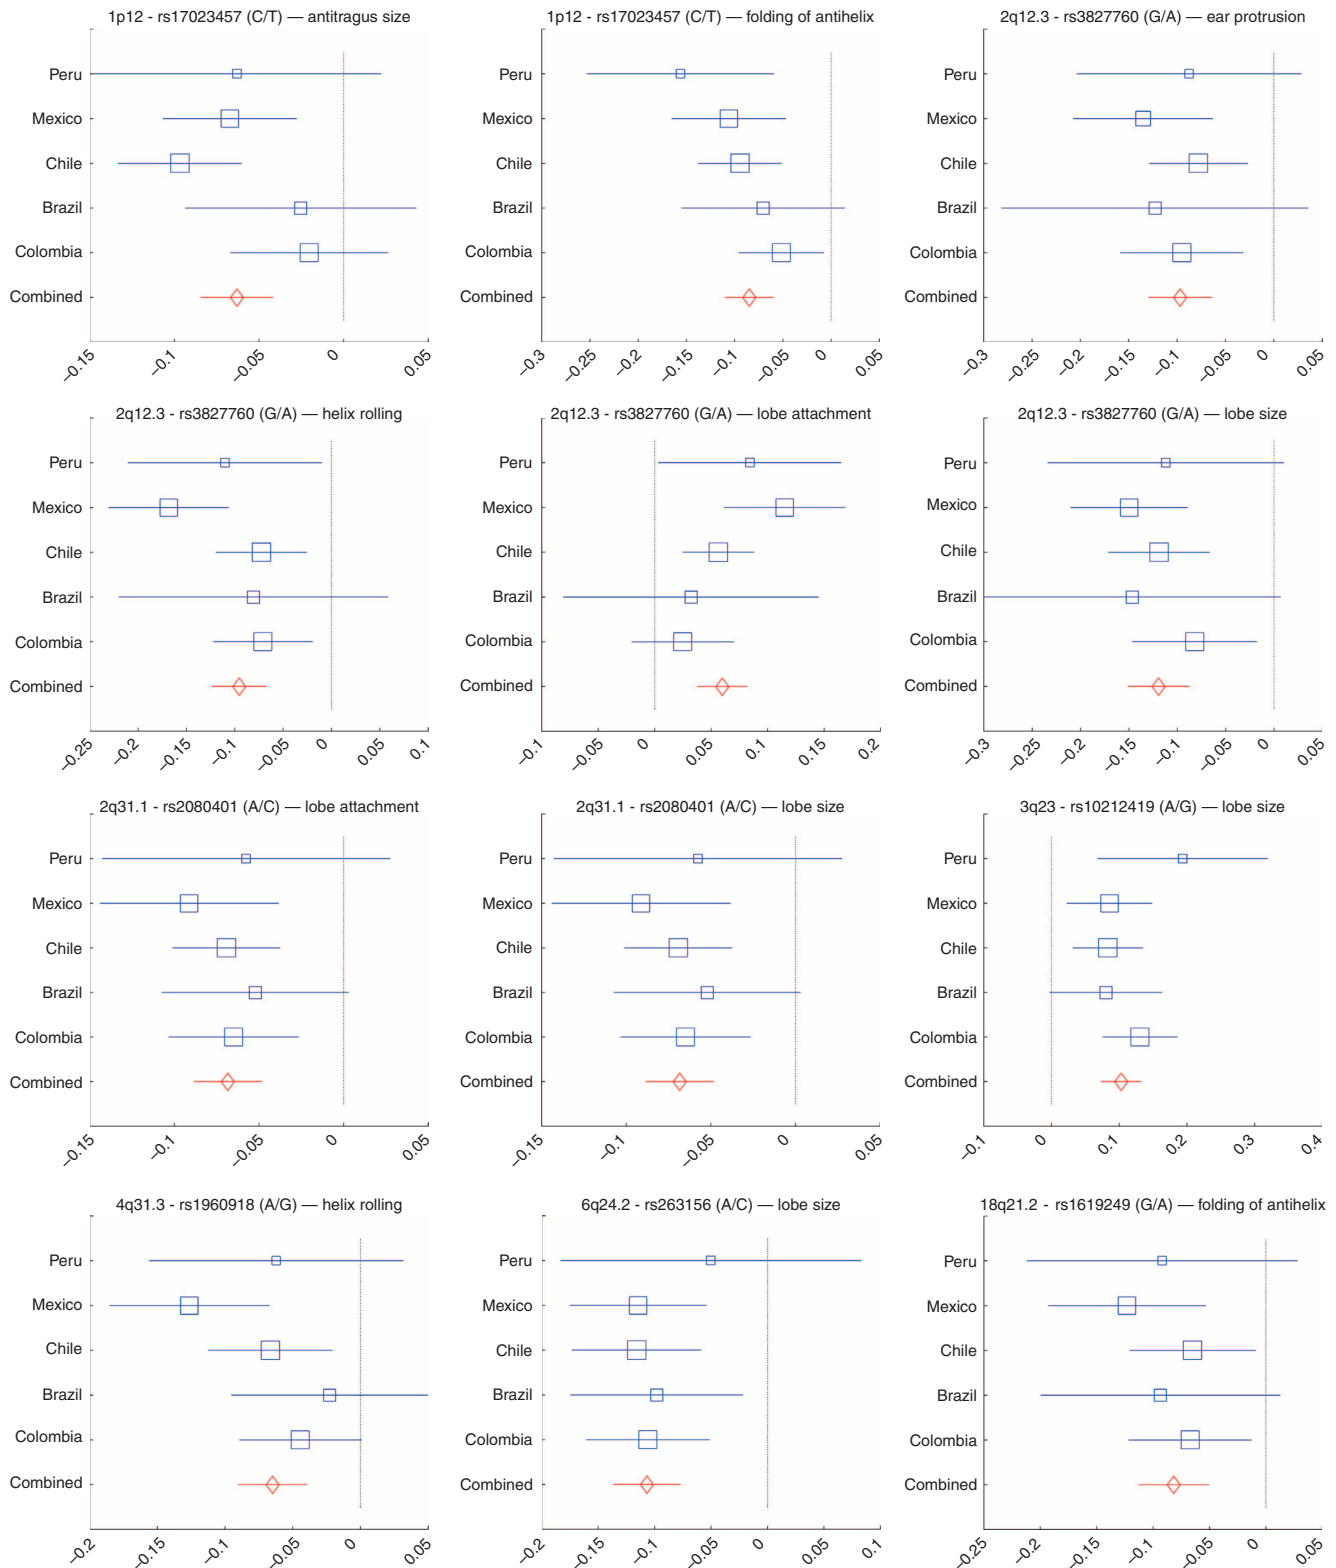 1p12 - rs17023457 (C/T) — antitragus size
Peru
Mexico
Chile
Brazil
Colombia
Combined
−0.15 −0.1 −0.05 0 0.05
1p12 - rs17023457 (C/T) — folding of antihelix
Peru
Mexico
Chile
Brazil
Colombia
Combined
−0.3 −0.2 −0.15 −0.1 −0.05 0 0.05
2q12.3 - rs3827760 (G/A) — ear protrusion
Peru
Mexico
Chile
Brazil
Colombia
Combined
−0.3 −0.25 −0.2 −0.15 −0.1 −0.05 0 0.05
2q12.3 - rs3827760 (G/A) — helix rolling
Peru
Mexico
Chile
Brazil
Colombia
Combined
−0.25 −0.2 −0.15 −0.1 −0.05 0 0.05 0.1
2q12.3 - rs3827760 (G/A) — lobe attachment
Peru
Mexico
Chile
Brazil
Colombia
Combined
−0.1 −0.05 0 0.05 0.1 0.15 0.2
2q12.3 - rs3827760 (G/A) — lobe size
Peru
Mexico
Chile
Brazil
Colombia
Combined
−0.3 −0.25 −0.2 −0.15 −0.1 −0.05 0 0.05
2q31.1 - rs2080401 (A/C) — lobe attachment
Peru
Mexico
Chile
Brazil
Colombia
Combined
−0.15 −0.1 −0.05 0 0.05
2q31.1 - rs2080401 (A/C) — lobe size
Peru
Mexico
Chile
Brazil
Colombia
Combined
−0.15 −0.1 −0.05 0 0.05
3q23 - rs10212419 (A/G) — lobe size
Peru
Mexico
Chile
Brazil
Colombia
Combined
−0.1 0 0.1 0.2 0.3 0.4
4q31.3 - rs1960918 (A/G) — helix rolling
Peru
Mexico
Chile
Brazil
Colombia
Combined
−0.2 −0.15 −0.1 −0.05 0 0.05
6q24.2 - rs263156 (A/C) — lobe size
Peru
Mexico
Chile
Brazil
Colombia
Combined
−0.2 −0.15 −0.1 −0.05 0 0.05 0.1
18q21.2 - rs1619249 (G/A) — folding of antihelix
Peru
Mexico
Chile
Brazil
Colombia
Combined
−0.25 −0.2 −0.15 −0.1 −0.05 0 0.05